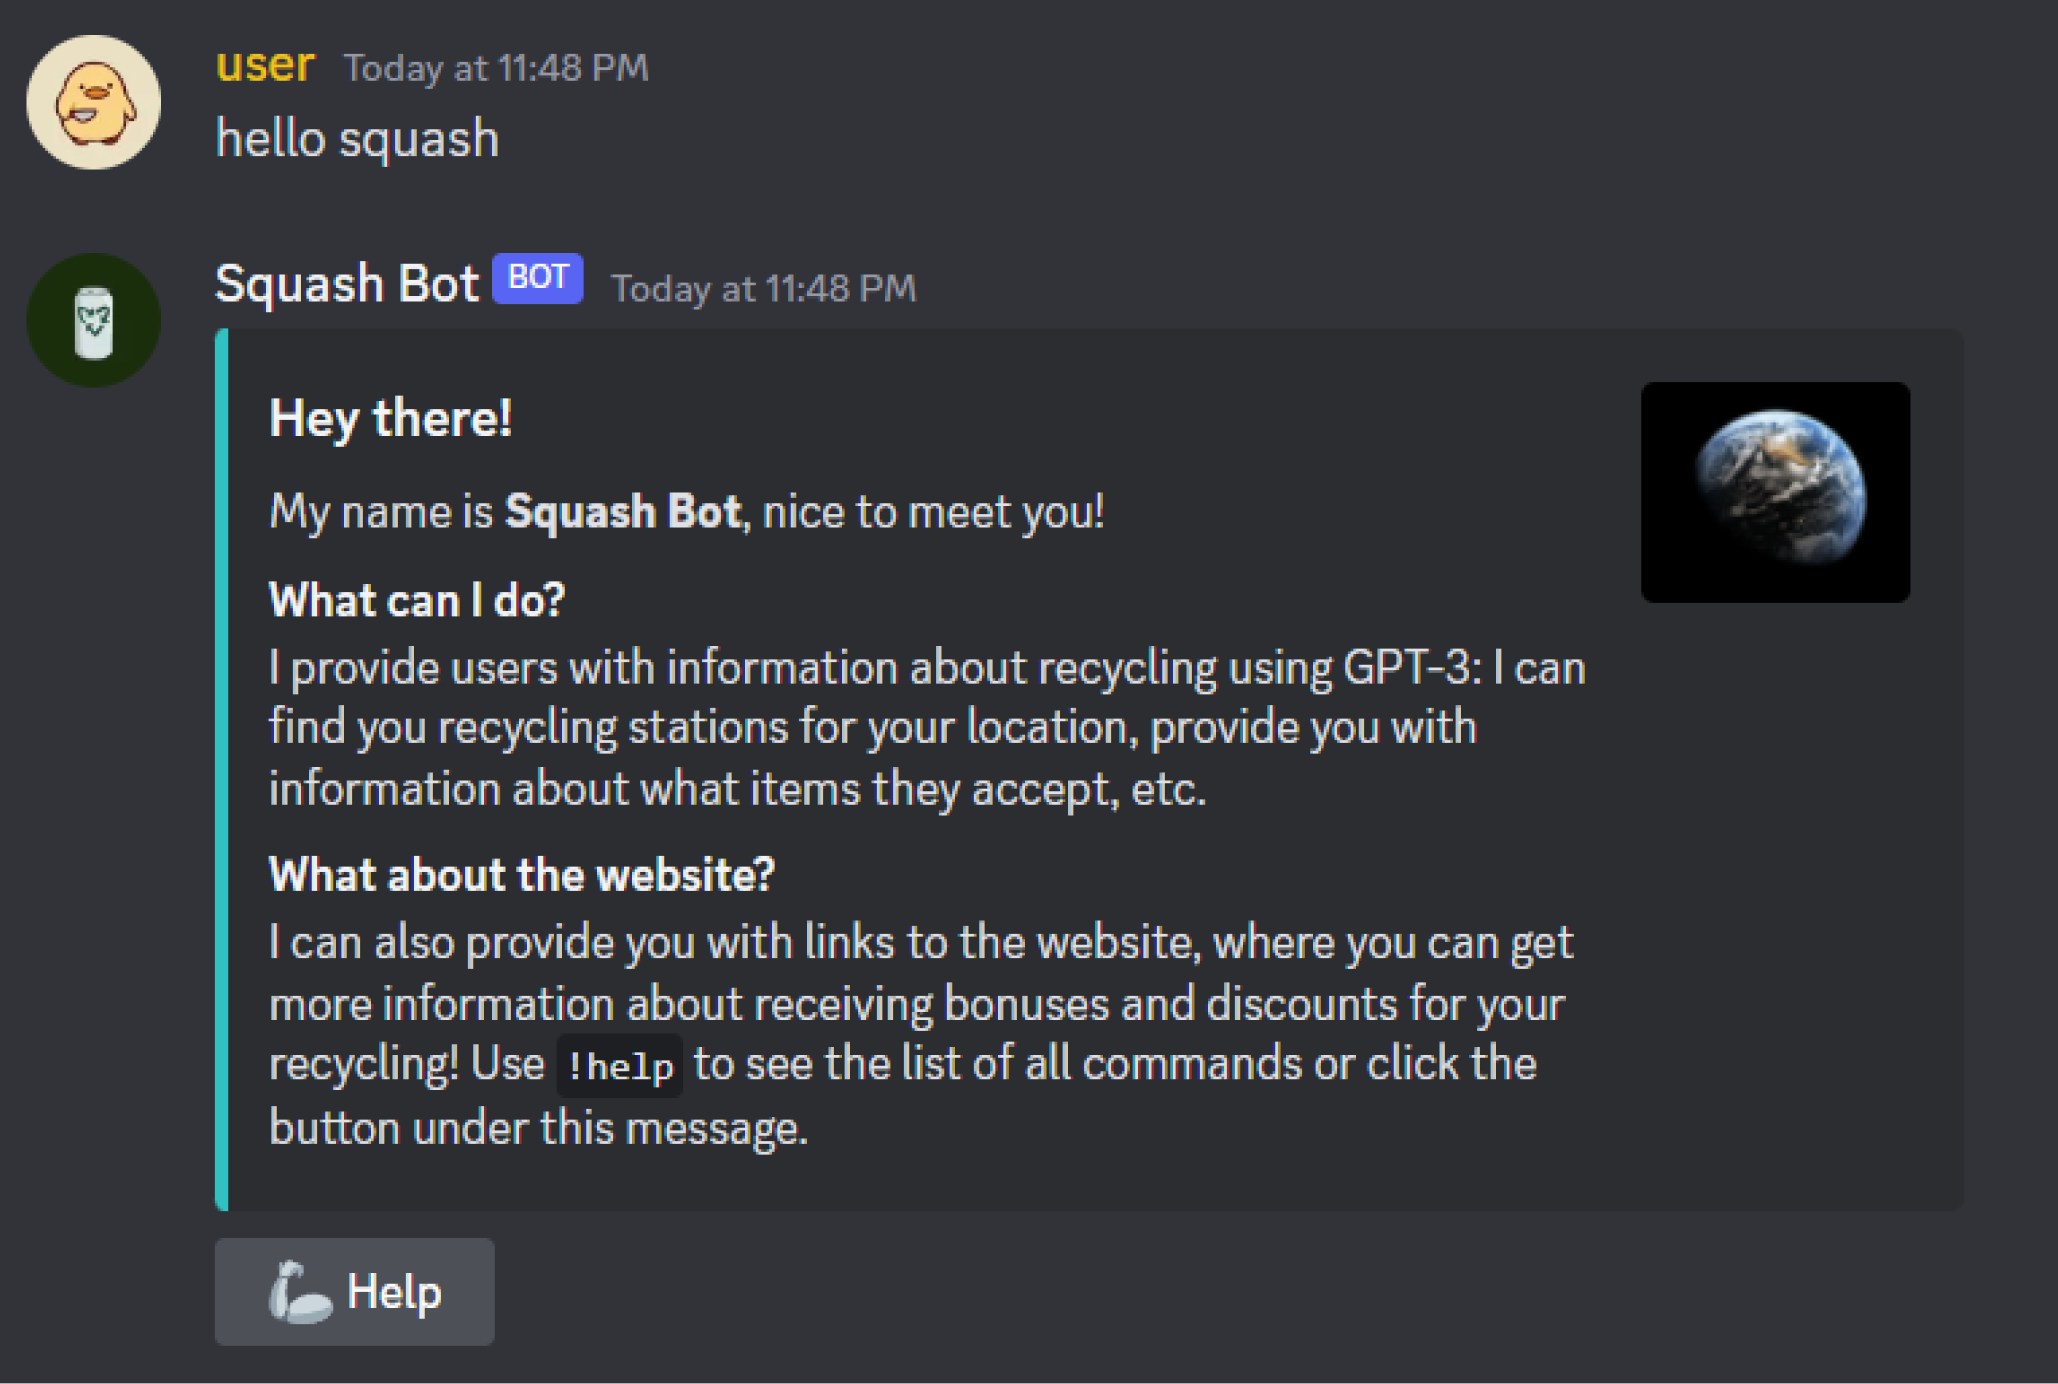 user Today at 11:48 PM
hello squash
Squash Bot BOT Today at 11:48 PM
Hey there!
My name is Squash Bot, nice to meet you!
What can I do?
I provide users with information about recycling using GPT-3: I can
find you recycling stations for your location, provide you with
information about what items they accept, etc.
What about the website?
I can also provide you with links to the website, where you can get
more information about receiving bonuses and discounts for your
recycling! Use !help to see the list of all commands or click the
button under this message.
Help